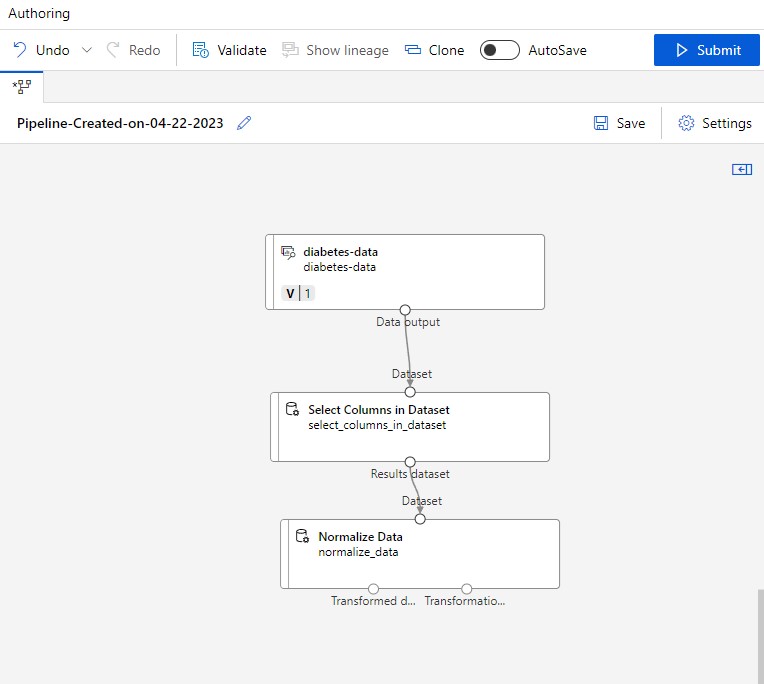 Authoring
Undo Redo Validate Show lineage Clone AutoSave Submit
Pipeline-Created-on-04-22-2023 Save Settings
diabetes-data
diabetes-data
V 1
Data output
Dataset
Select Columns in Dataset
select_columns_in_dataset
Results dataset
Dataset
Normalize Data
normalize_data
Transformed d... Transformatio...